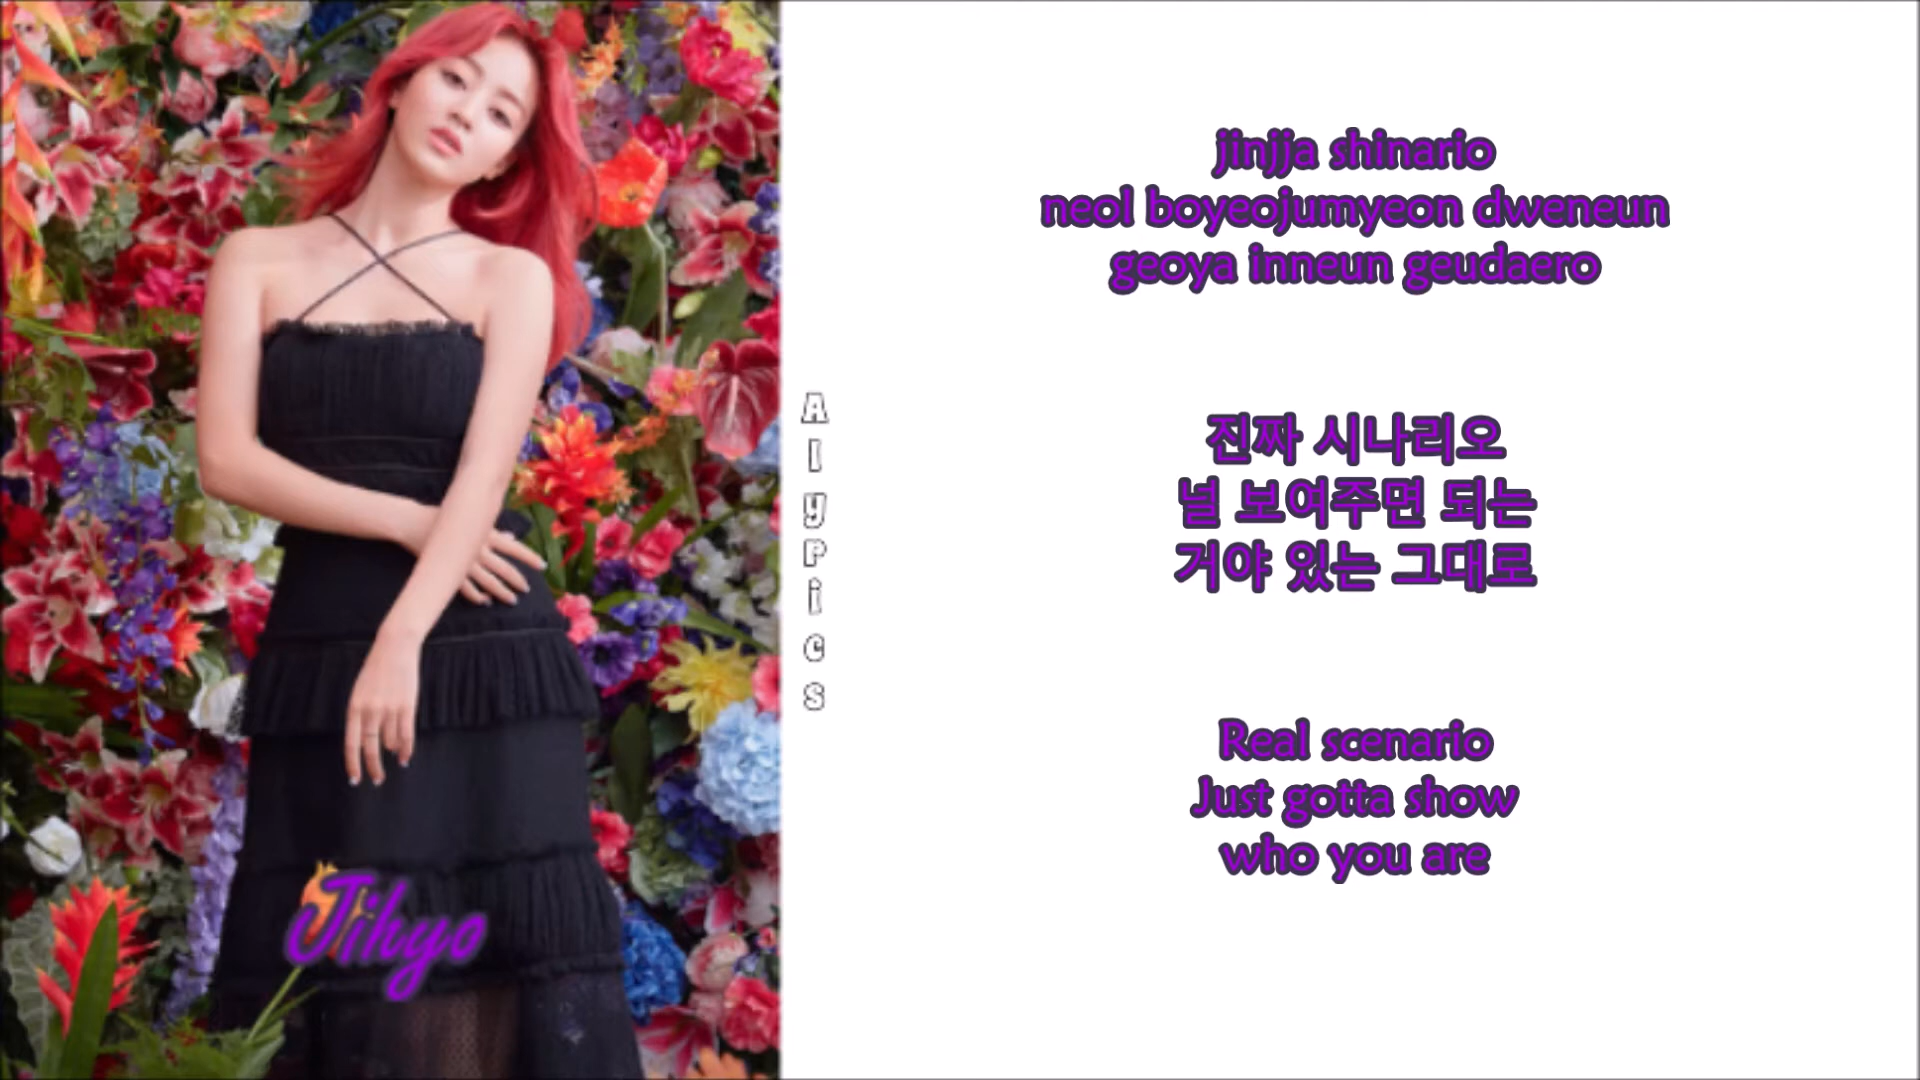 jinjja shinario
neol boyeojumyeon dweneun
geoya inneun geudaero
진짜 시나리오
널 보여주면 되는
거야 있는 그대로
Real scenario
Just gotta show
who you are
Alypics
Jihyo